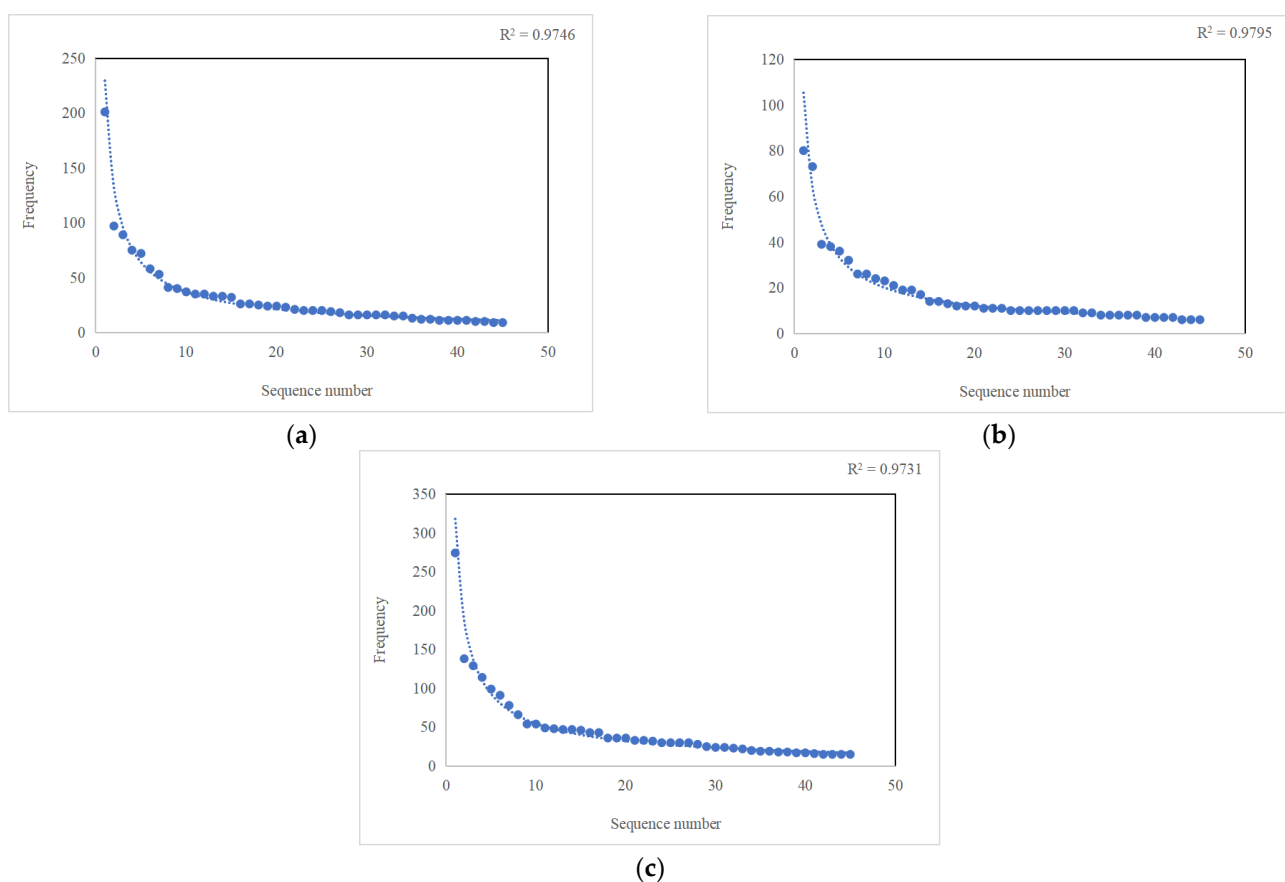 R² = 0.9746
250
200
150
100
50
0
Frequency
0 10 20 30 40 50
Sequence number
(a)
R² = 0.9795
120
100
80
60
40
20
0
Frequency
0 10 20 30 40 50
Sequence number
(b)
R² = 0.9731
350
300
250
200
150
100
50
0
Frequency
0 10 20 30 40 50
Sequence number
(c)